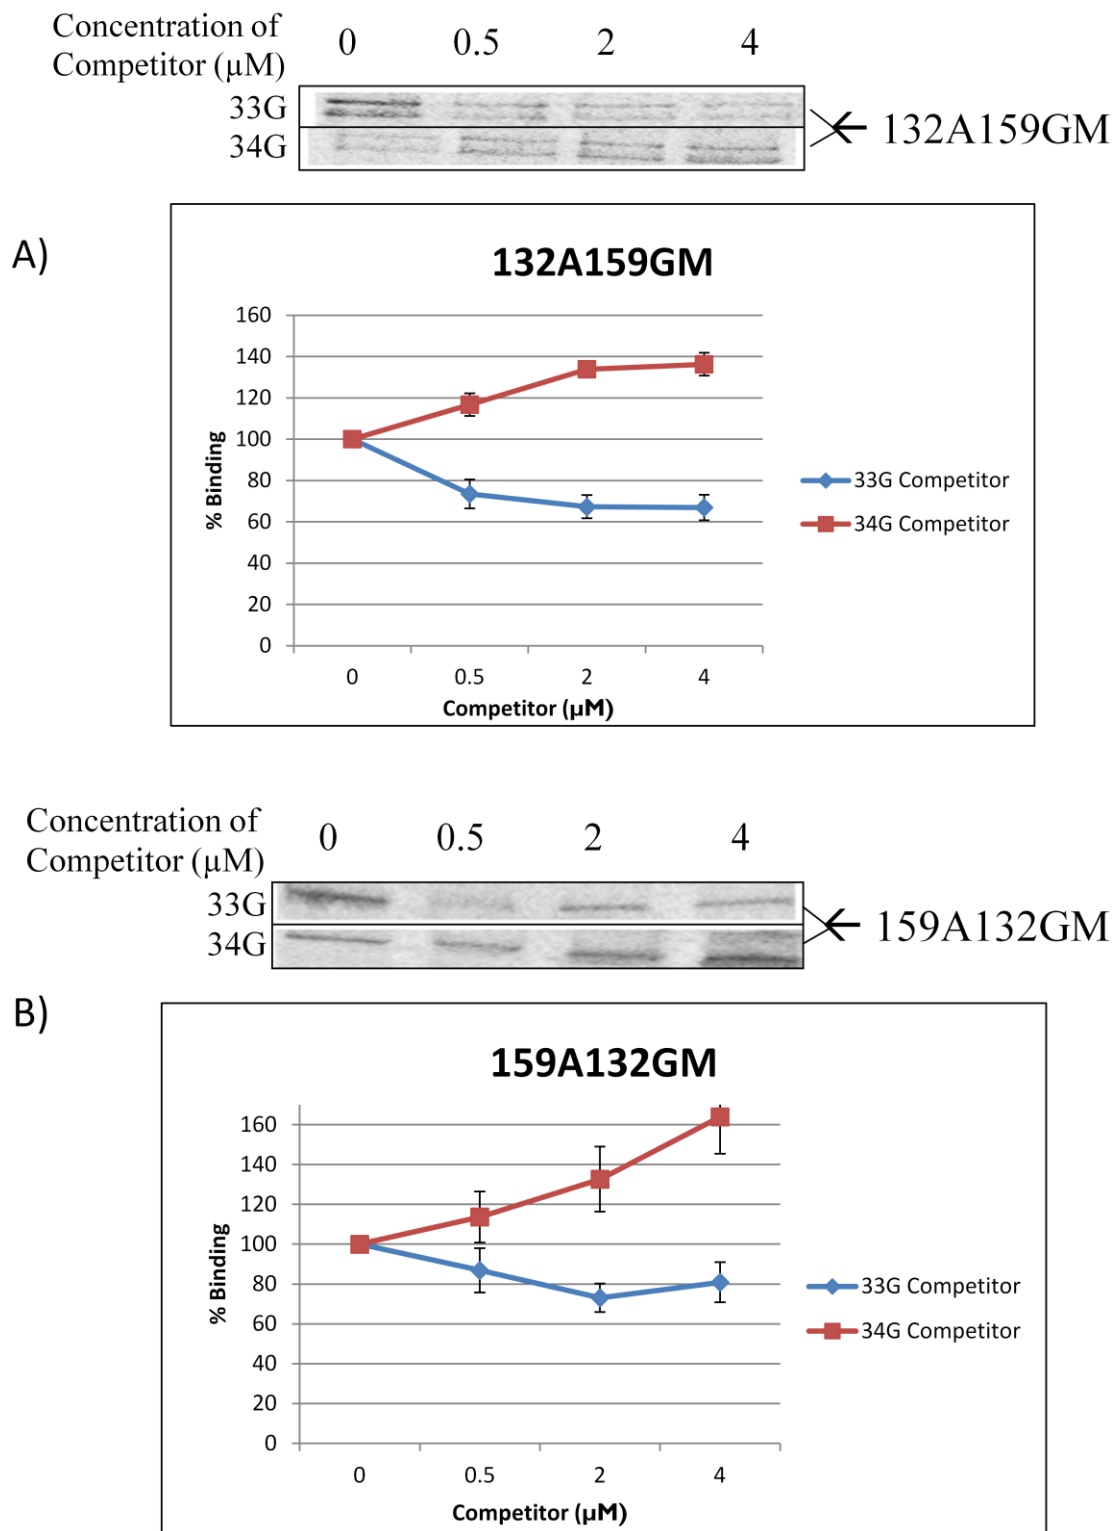 Concentration of
Competitor (µM)
0 0.5 2 4
33G
34G
132A159GM
A)
132A159GM
160
140
120
100
80
60
40
20
0
% Binding
0 0.5 2 4
Competitor (µM)
33G Competitor
34G Competitor
Concentration of
Competitor (µM)
0 0.5 2 4
33G
34G
159A132GM
B)
159A132GM
160
140
120
100
80
60
40
20
0
% Binding
0 0.5 2 4
Competitor (µM)
33G Competitor
34G Competitor